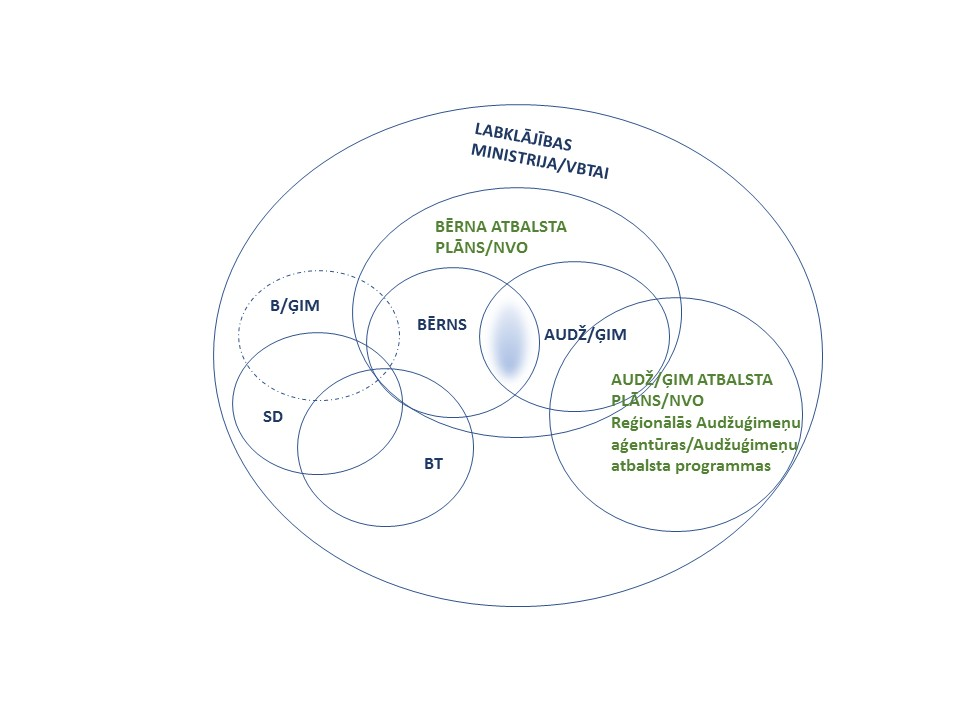 LABKLĀJĪBAS
MINISTRIJA/VBTAI
BĒRNA ATBALSTA
PLĀNS/NVO
B/ĢIM
BĒRNS
AUDŽ/ĢIM
AUDŽ/ĢIM ATBALSTA
PLĀNS/NVO
Reģionālās Audžuģimeņu
aģentūras/Audžuģimeņu
atbalsta programmas
SD
BT